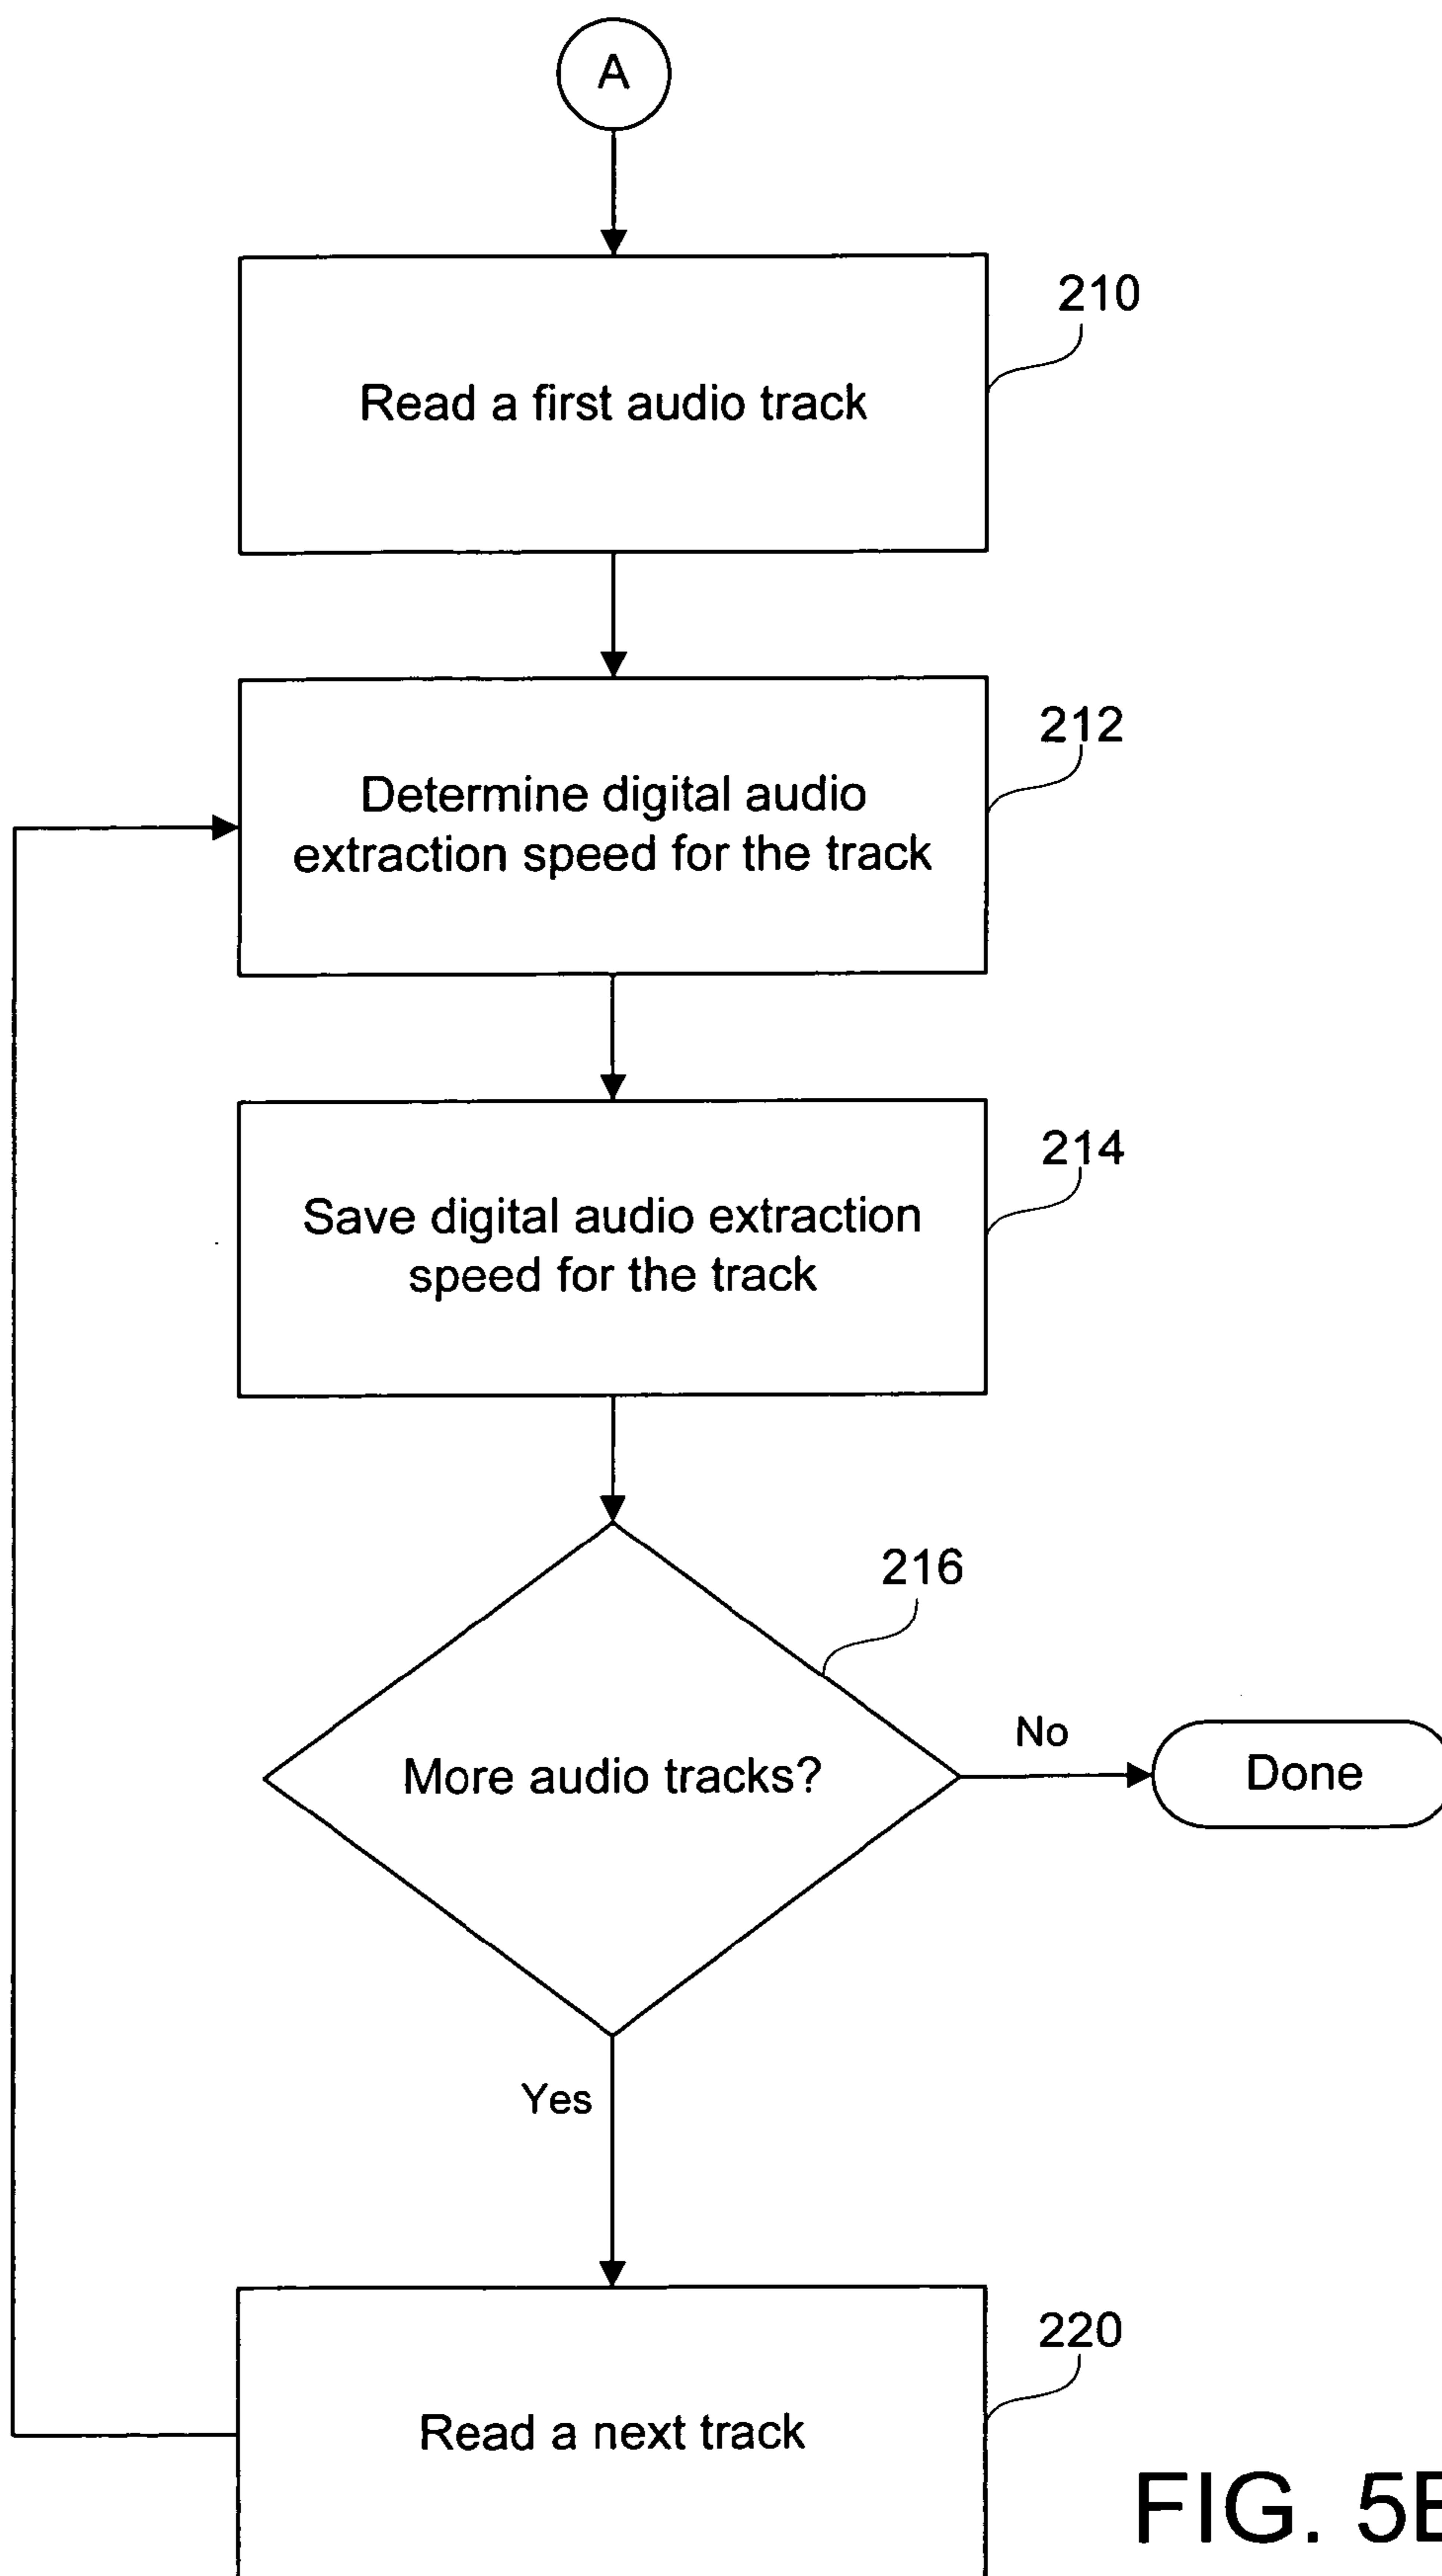 A
210
Read a first audio track
212
Determine digital audio
extraction speed for the track
214
Save digital audio extraction
speed for the track
216
More audio tracks?
No
Done
Yes
220
Read a next track
FIG.